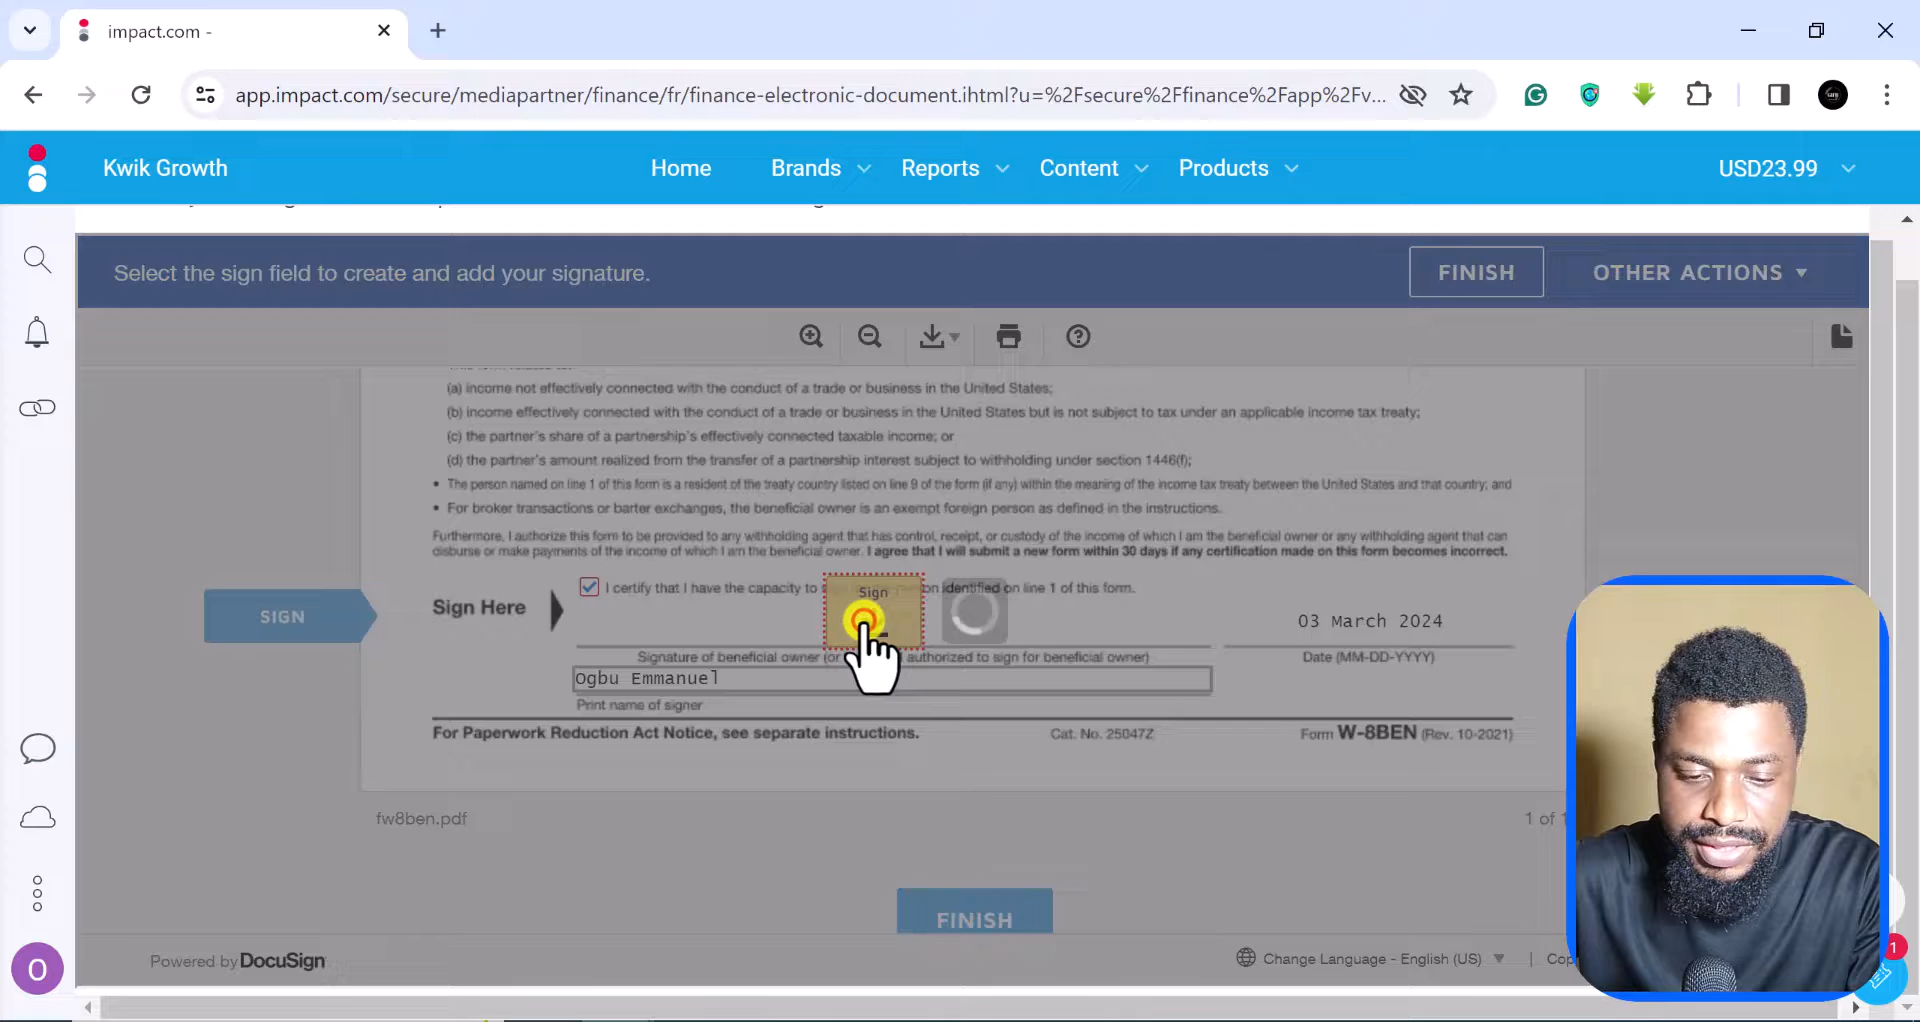 impact.com -
app.impact.com/secure/mediapartner/finance/fr/finance-electronic-document.ihtml?u=%2Fsecure%2Ffinance%2Fapp%2Fv...
Kwik Growth
Home
Brands
Reports
Content
Products
USD23.99
Select the sign field to create and add your signature.
FINISH
OTHER ACTIONS
(a) income not effectively connected with the conduct of a trade or business in the United States;
(b) income effectively connected with the conduct of a trade or business in the United States but is not subject to tax under an applicable income tax treaty;
(c) the partner's share of a partnership's effectively connected taxable income; or
(d) the partner's amount realized from the transfer of a partnership interest subject to withholding under section 1446(f);
• The person named on line 1 of this form is a resident of the treaty country listed on line 9 of the form (if any) within the meaning of the income tax treaty between the United States and that country; and
• For broker transactions or barter exchanges, the beneficial owner is an exempt foreign person as defined in the instructions.
Furthermore, I authorize this form to be provided to any withholding agent that has control, receipt, or custody of the income of which I am the beneficial owner or any withholding agent that can
disburse or make payments of the income of which I am the beneficial owner. I agree that I will submit a new form within 30 days if any certification made on this form becomes incorrect.
I certify that I have the capacity to person identified on line 1 of this form.
Sign
SIGN
Sign Here
03 March 2024
Signature of beneficial owner (or authorized to sign for beneficial owner)
Date (MM-DD-YYYY)
Ogbu Emmanuel
Print name of signer
For Paperwork Reduction Act Notice, see separate instructions.
Cat. No. 25047Z
Form W-8BEN (Rev. 10-2021)
fw8ben.pdf
1 of 1
FINISH
Powered by DocuSign
Change Language - English (US)
|
O
1